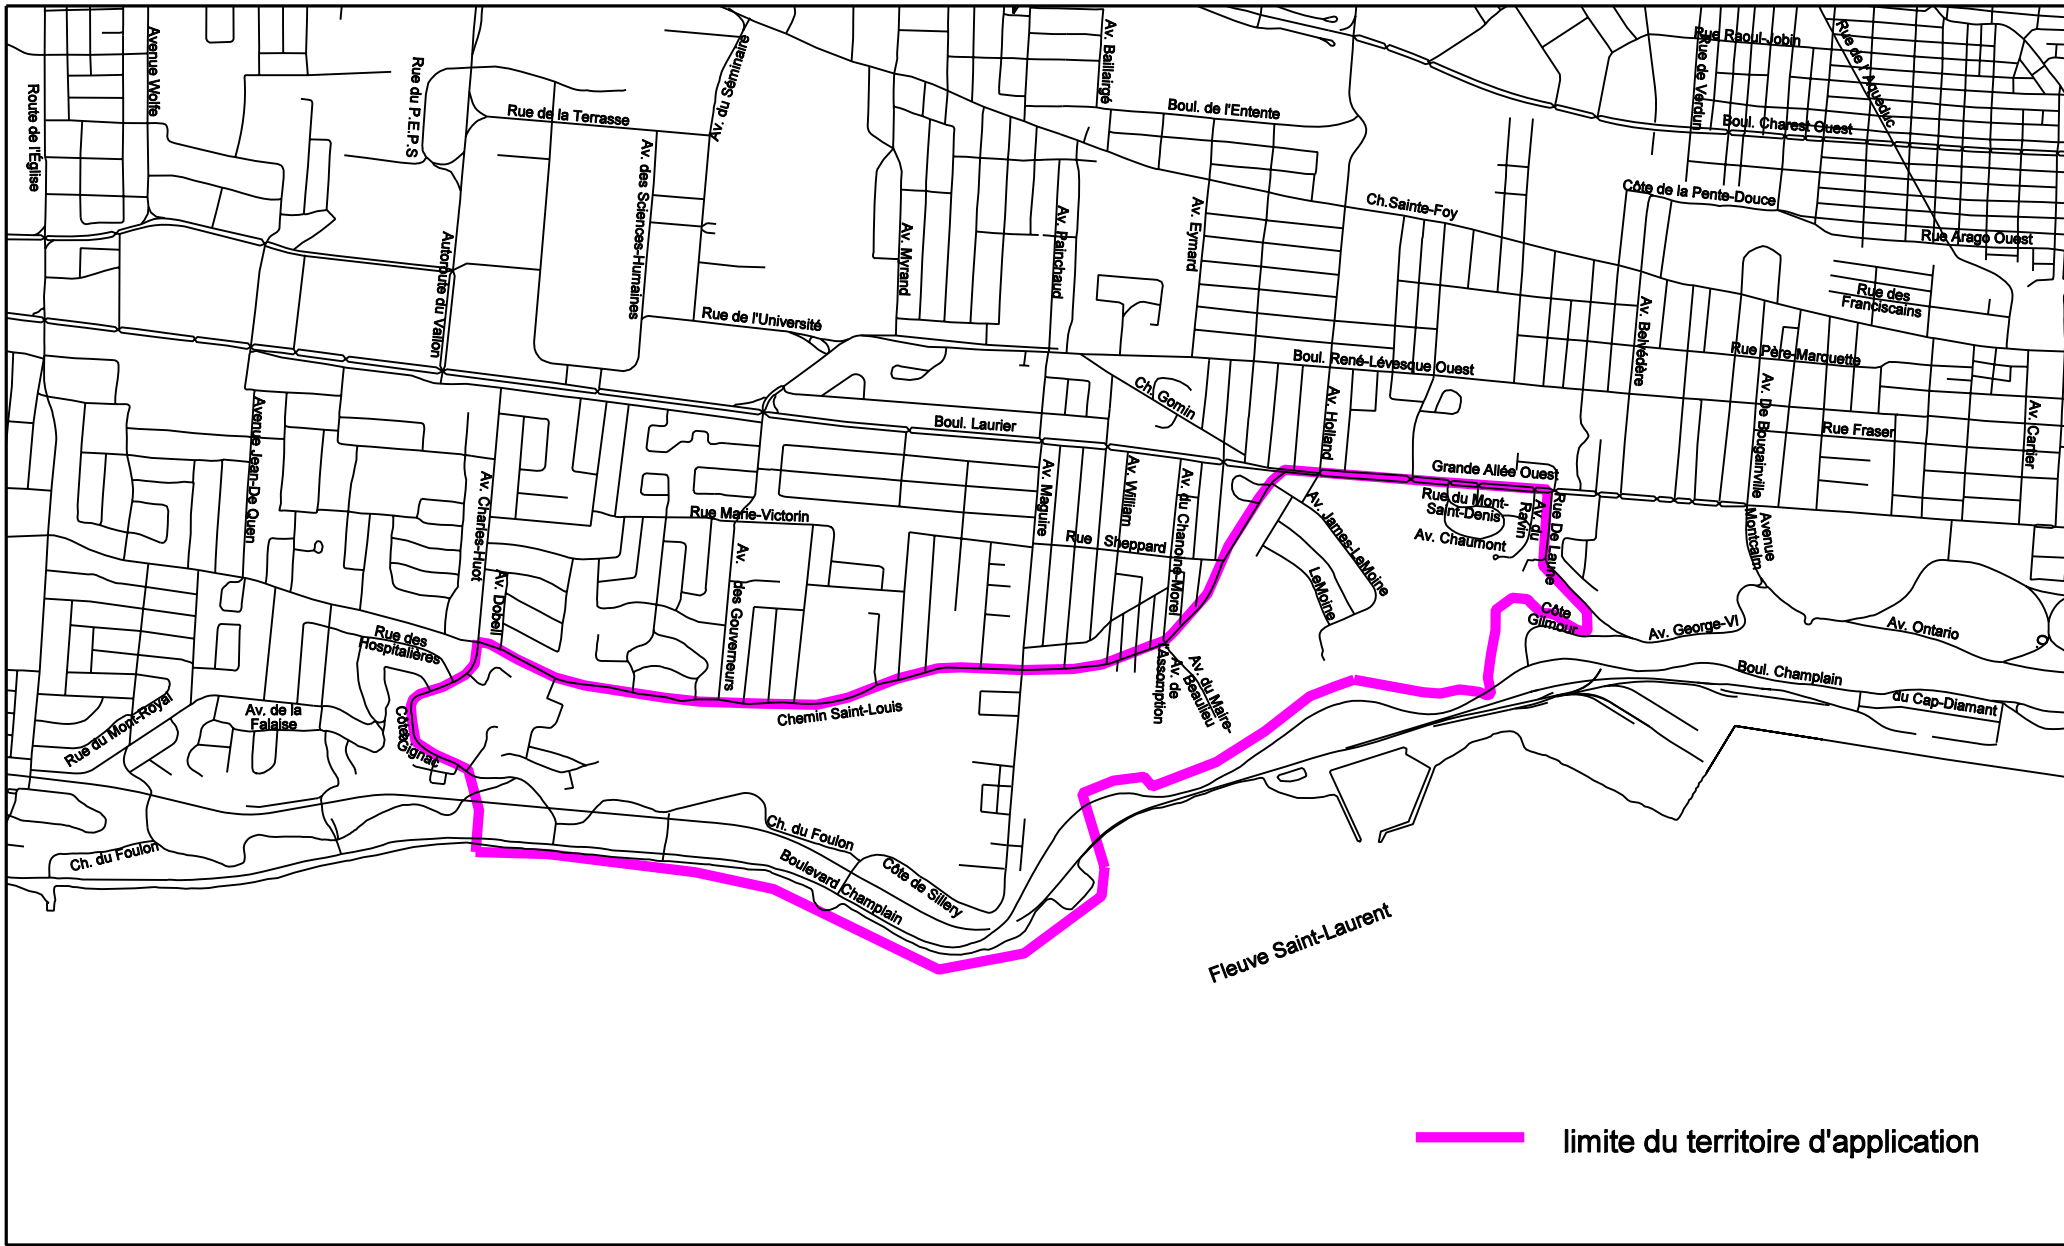 Route de l'Église
Avenue Wolfe
Rue du P.E.P.S
Rue de la Terrasse
Av. du Séminaire
Av. des Sciences-Humaines
Autoroute du Vallon
Rue de l'Université
Av. Myrand
Av. Painchaud
Av. Baillargé
Boul. de l'Entente
Av. Eymard
Ch.Sainte-Foy
Rue Raoul-Jobin
Rue de Verdun
Rue de l'Aqueduc
Boul. Charest Ouest
Côte de la Pente-Douce
Rue Arago Ouest
Rue des
Franciscains
Av. Belvédère
Rue Père-Marquette
Boul. René-Lévesque Ouest
Ch. Gomin
Av. Holland
Av. De Bougainville
Rue Fraser
Av. Cartier
Boul. Laurier
Avenue Jean-De Quen
Av. Charles-Huot
Av. Dobell
Rue Marie-Victorin
Av. des Gouverneurs
Av. Maguire
Av. William
Av. du Chanoine-Morel
Rue Sheppard
Grande Allée Ouest
Rue du Mont-
Saint-Denis
Av. du
Ravin
Av. Chaumont
Rue De Laune
Av. James-LeMoine
LeMoine
Avenue
Montcalm
Côte
Gilmour
Av. George-VI
Av. Ontario
Boul. Champlain
du Cap-Diamant
Rue des
Hospitalières
Rue du Mont-Royal
Av. de la
Falaise
Côte
Gignac
Chemin Saint-Louis
Av. de
l'Assomption
Av. du Maire-
Beaulieu
Ch. du Foulon
Ch. du Foulon
Boulevard Champlain
Côte de Sillery
Fleuve Saint-Laurent
limite du territoire d'application